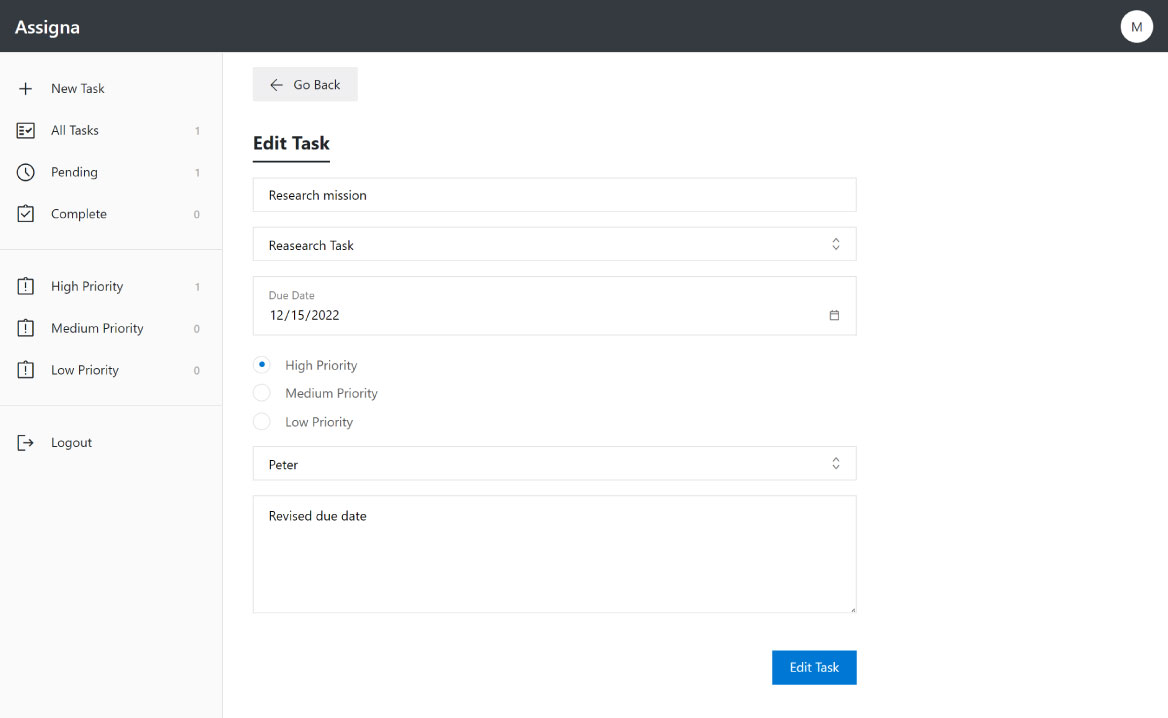 Assigna
M
New Task
All Tasks 1
Pending 1
Complete 0
High Priority 1
Medium Priority 0
Low Priority 0
Logout
Go Back
Edit Task
Research mission
Reasearch Task
Due Date
12/15/2022
High Priority
Medium Priority
Low Priority
Peter
Revised due date
Edit Task